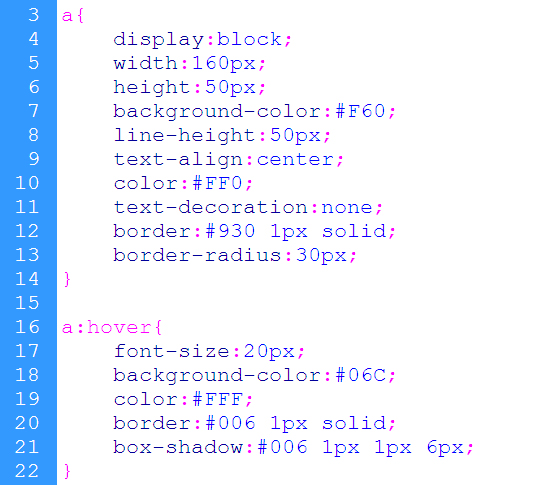 3 a{
4 display:block;
5 width:160px;
6 height:50px;
7 background-color:#F60;
8 line-height:50px;
9 text-align:center;
10 color:#FF0;
11 text-decoration:none;
12 border:#930 1px solid;
13 border-radius:30px;
14 }
15
16 a:hover{
17 font-size:20px;
18 background-color:#06C;
19 color:#FFF;
20 border:#006 1px solid;
21 box-shadow:#006 1px 1px 6px;
22 }